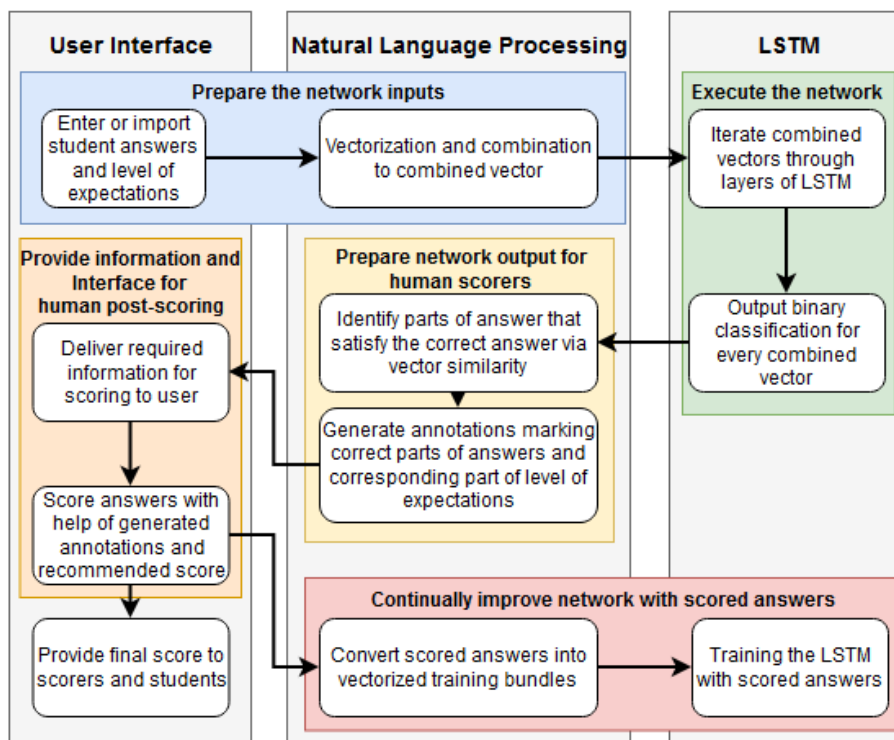 User Interface
Natural Language Processing
LSTM
Prepare the network inputs
Enter or import
student answers
and level of
expectations
Vectorization and combination
to combined vector
Execute the network
Iterate combined
vectors through
layers of LSTM
Output binary
classification for
every combined
vector
Prepare network output for
human scorers
Identify parts of answer that
satisfy the correct answer via
vector similarity
Generate annotations marking
correct parts of answers and
corresponding part of level of
expectations
Provide information and
Interface for
human post-scoring
Deliver required
information for
scoring to user
Score answers with
help of generated
annotations and
recommended score
Provide final score to
scorers and students
Continually improve network with scored answers
Convert scored answers into
vectorized training bundles
Training the LSTM
with scored answers